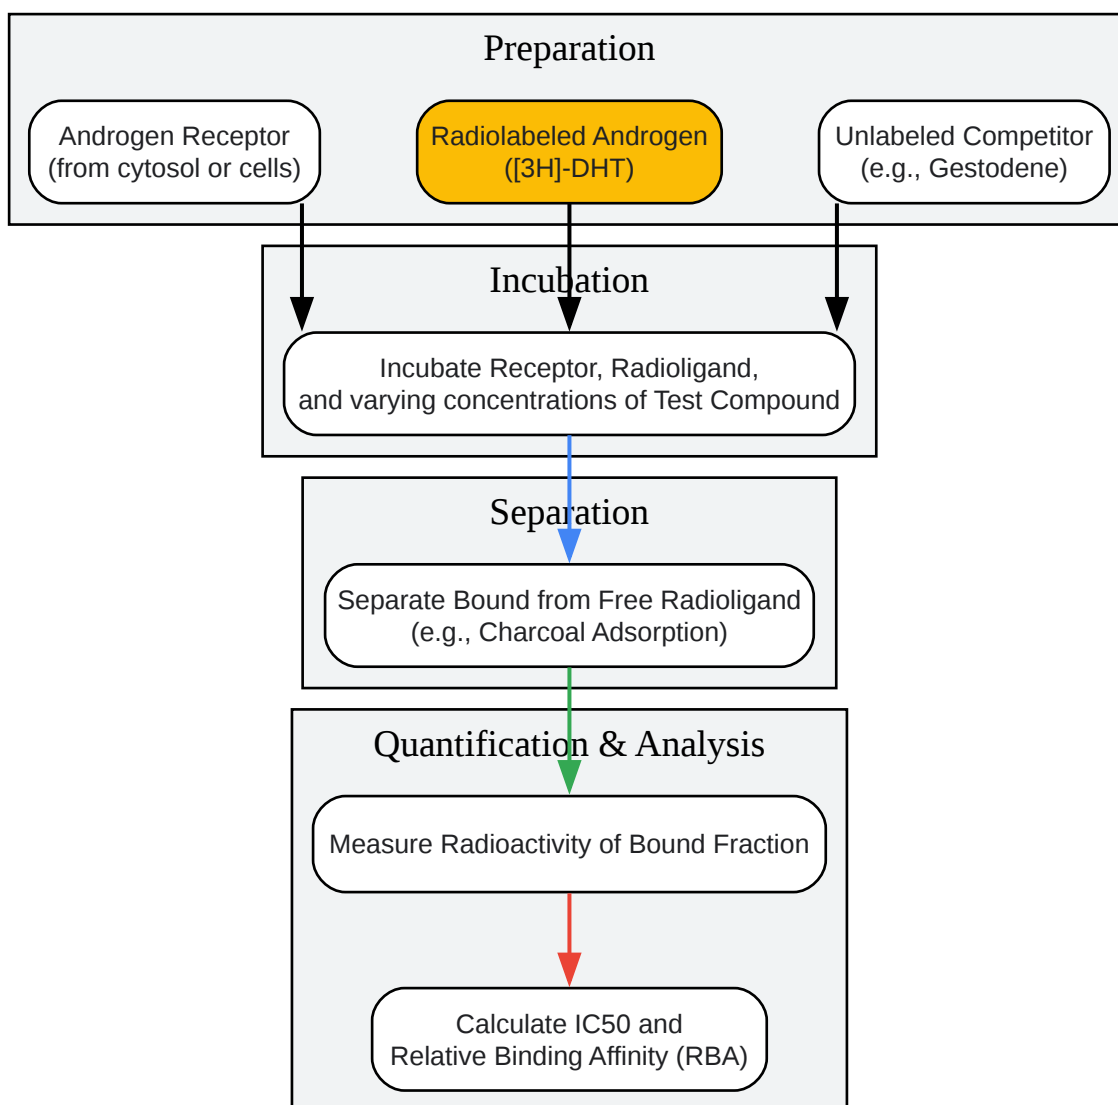 Preparation
Androgen Receptor
(from cytosol or cells)
Radiolabeled Androgen
([3H]-DHT)
Unlabeled Competitor
(e.g., Gestodene)
Incubation
Incubate Receptor, Radioligand,
and varying concentrations of Test Compound
Separation
Separate Bound from Free Radioligand
(e.g., Charcoal Adsorption)
Quantification & Analysis
Measure Radioactivity of Bound Fraction
Calculate IC50 and
Relative Binding Affinity (RBA)